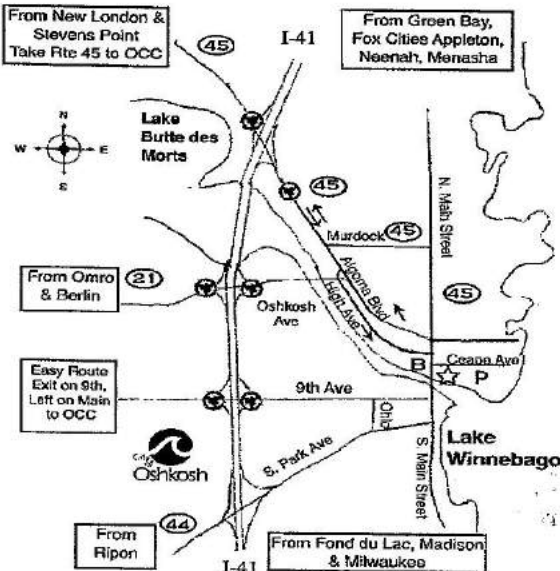 From New London &
Stevens Point
Take Rte 45 to OCC
45
I-41
From Green Bay,
Fox Cities Appleton,
Neenah, Menasha
Lake
Butte des
Morts
N
W
E
S
45
Murdock
45
N. Main Street
Algoma Blvd
High Ave
45
From Omro
& Berlin
21
Oshkosh
Ave
B
Ceape Ave
P
Easy Route
Exit on 9th,
Left on Main
to OCC
9th Ave
Ohio
S. Park Ave
S. Main Street
Lake
Winnebago
City of
Oshkosh
44
From
Ripon
I-41
From Fond du Lac, Madison
& Milwaukee